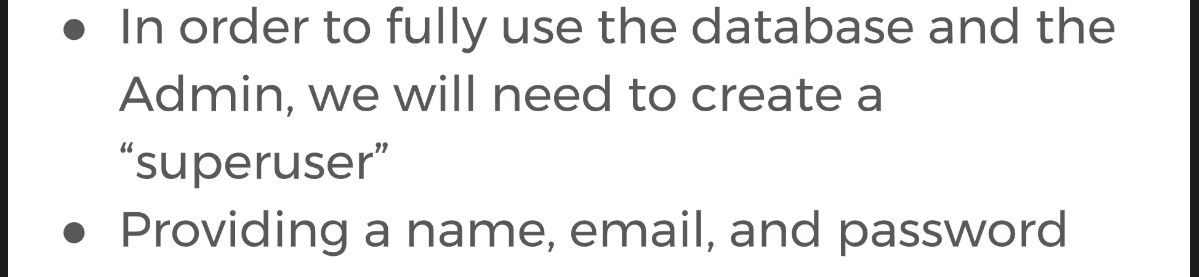 ● In order to fully use the database and the
Admin, we will need to create a
“superuser”
● Providing a name, email, and password